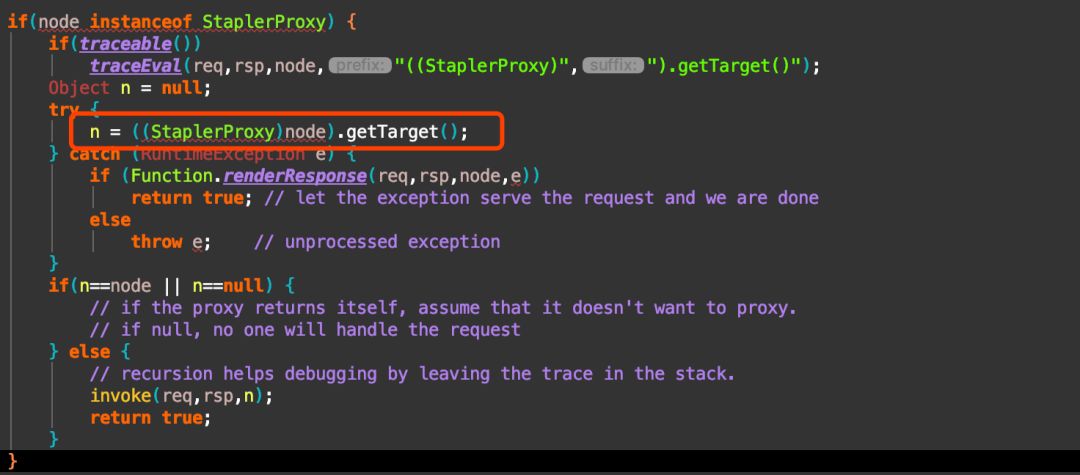 if(node instanceof StaplerProxy) {
if(traceable())
traceEval(req,rsp,node, prefix: "((StaplerProxy)", suffix: ").getTarget()");
Object n = null;
try {
n = ((StaplerProxy)node).getTarget();
} catch (RuntimeException e) {
if (Function.renderResponse(req,rsp,node,e))
return true; // let the exception serve the request and we are done
else
throw e; // unprocessed exception
}
if(n==node || n==null) {
// if the proxy returns itself, assume that it doesn't want to proxy.
// if null, no one will handle the request
} else {
// recursion helps debugging by leaving the trace in the stack.
invoke(req,rsp,n);
return true;
}
}